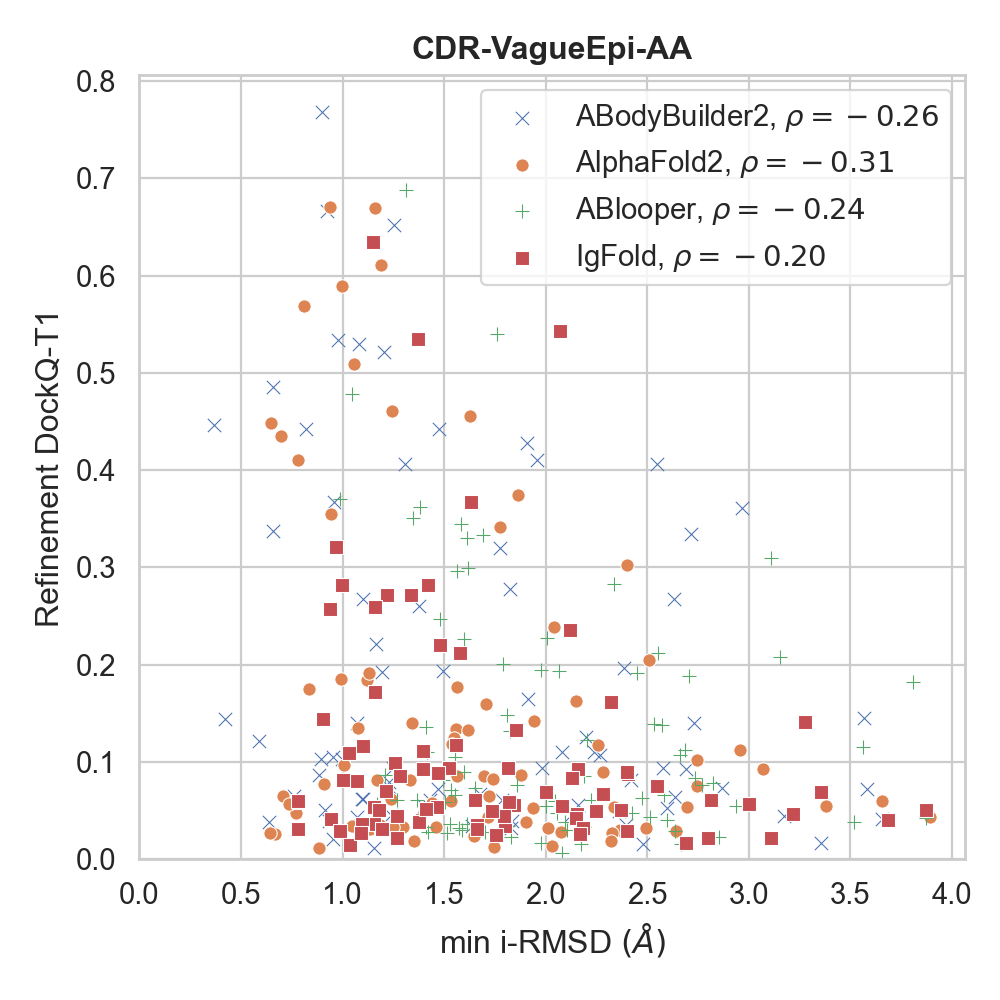 CDR-VagueEpi-AA
ABodyBuilder2, ρ = −0.26
AlphaFold2, ρ = −0.31
ABlooper, ρ = −0.24
IgFold, ρ = −0.20
Refinement DockQ-T1
0.8
0.7
0.6
0.5
0.4
0.3
0.2
0.1
0.0
0.0 0.5 1.0 1.5 2.0 2.5 3.0 3.5 4.0
min i-RMSD (Å)